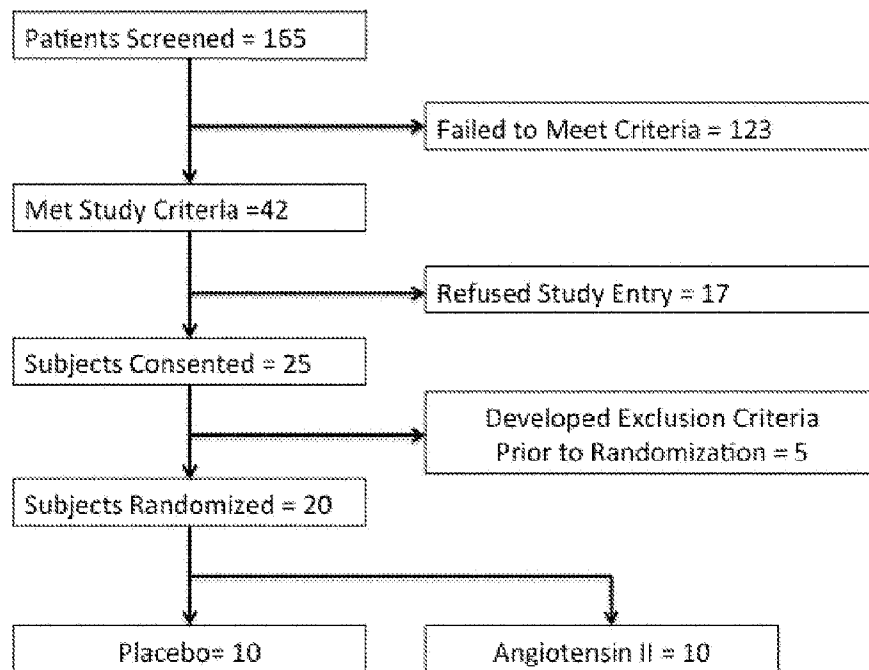 Patients Screened = 165
Failed to Meet Criteria = 123
Met Study Criteria =42
Refused Study Entry = 17
Subjects Consented = 25
Developed Exclusion Criteria
Prior to Randomization = 5
Subjects Randomized = 20
Placebo= 10
Angiotensin II = 10